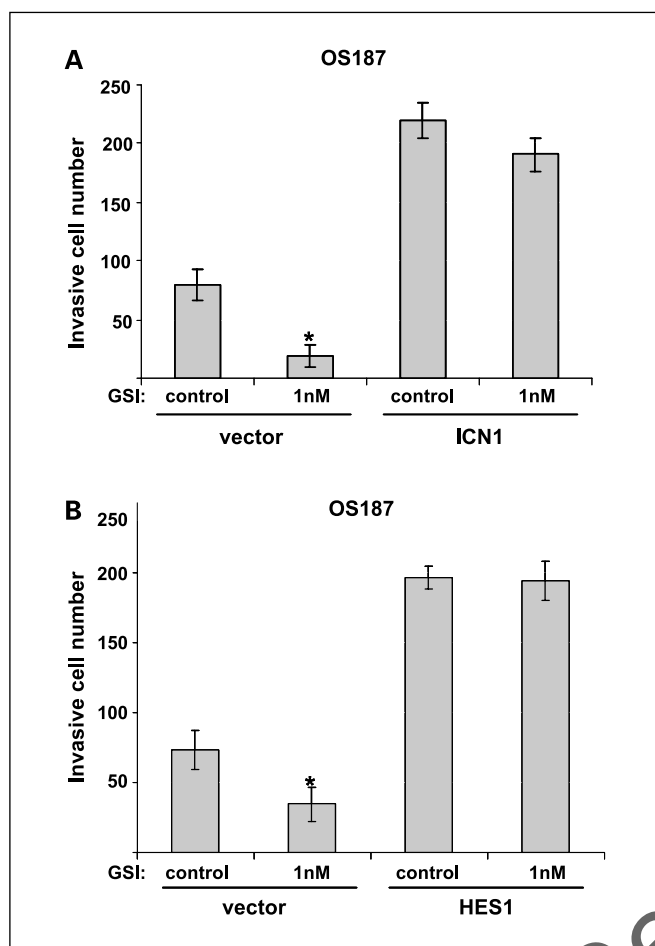 A
OS187
250
200
150
100
50
Invasive cell number
*
GSI: control 1nM control 1nM
vector ICN1
B
OS187
250
200
150
100
50
Invasive cell number
*
GSI: control 1nM control 1nM
vector HES1